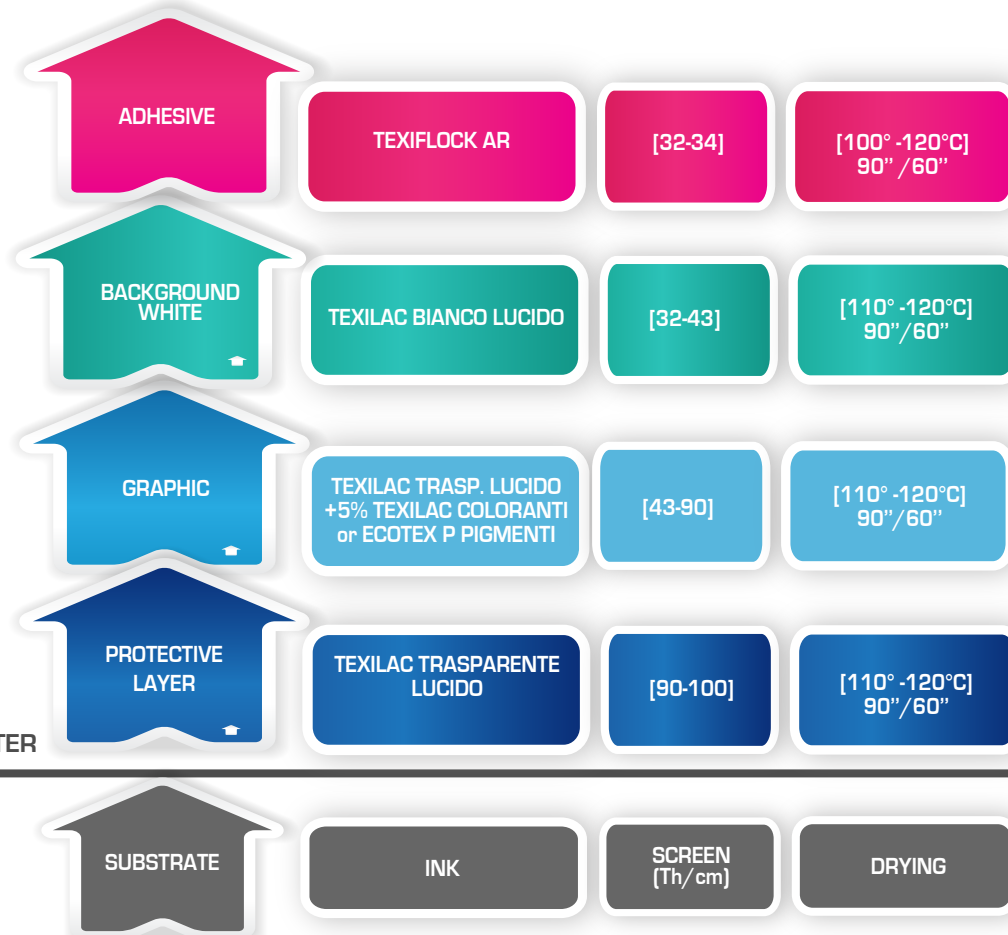 ADHESIVE
TEXIFLOCK AR
[32-34]
[100° -120°C]
90’’ /60’’
BACKGROUND
WHITE
TEXILAC BIANCO LUCIDO
[32-43]
[110° -120°C]
90’’/60’’
GRAPHIC
TEXILAC TRASP. LUCIDO
+5% TEXILAC COLORANTI
or ECOTEX P PIGMENTI
[43-90]
[110° -120°C]
90’’/60’’
PROTECTIVE
LAYER
TEXILAC TRASPARENTE
LUCIDO
[90-100]
[110° -120°C]
90’’/60’’
TER
SUBSTRATE
INK
SCREEN
(Th/cm)
DRYING